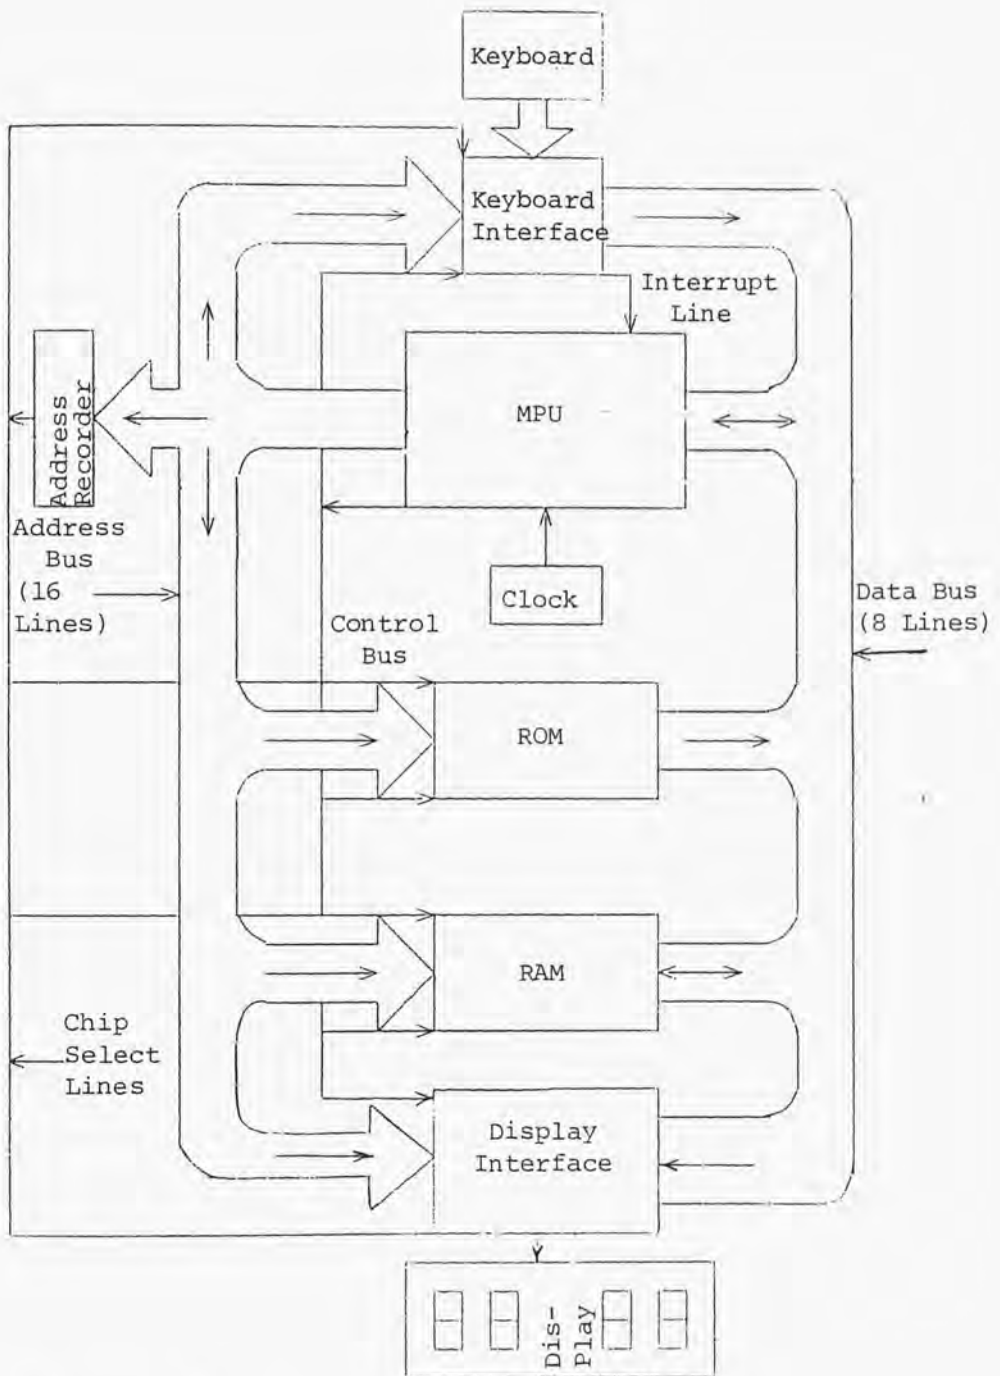 Keyboard
Keyboard
Interface
Interrupt
Line
MPU
Address
Recorder
Address
Bus
(16
Lines)
Clock
Data Bus
(8 Lines)
Control
Bus
ROM
RAM
Chip
Select
Lines
Display
Interface
Dis-
Play